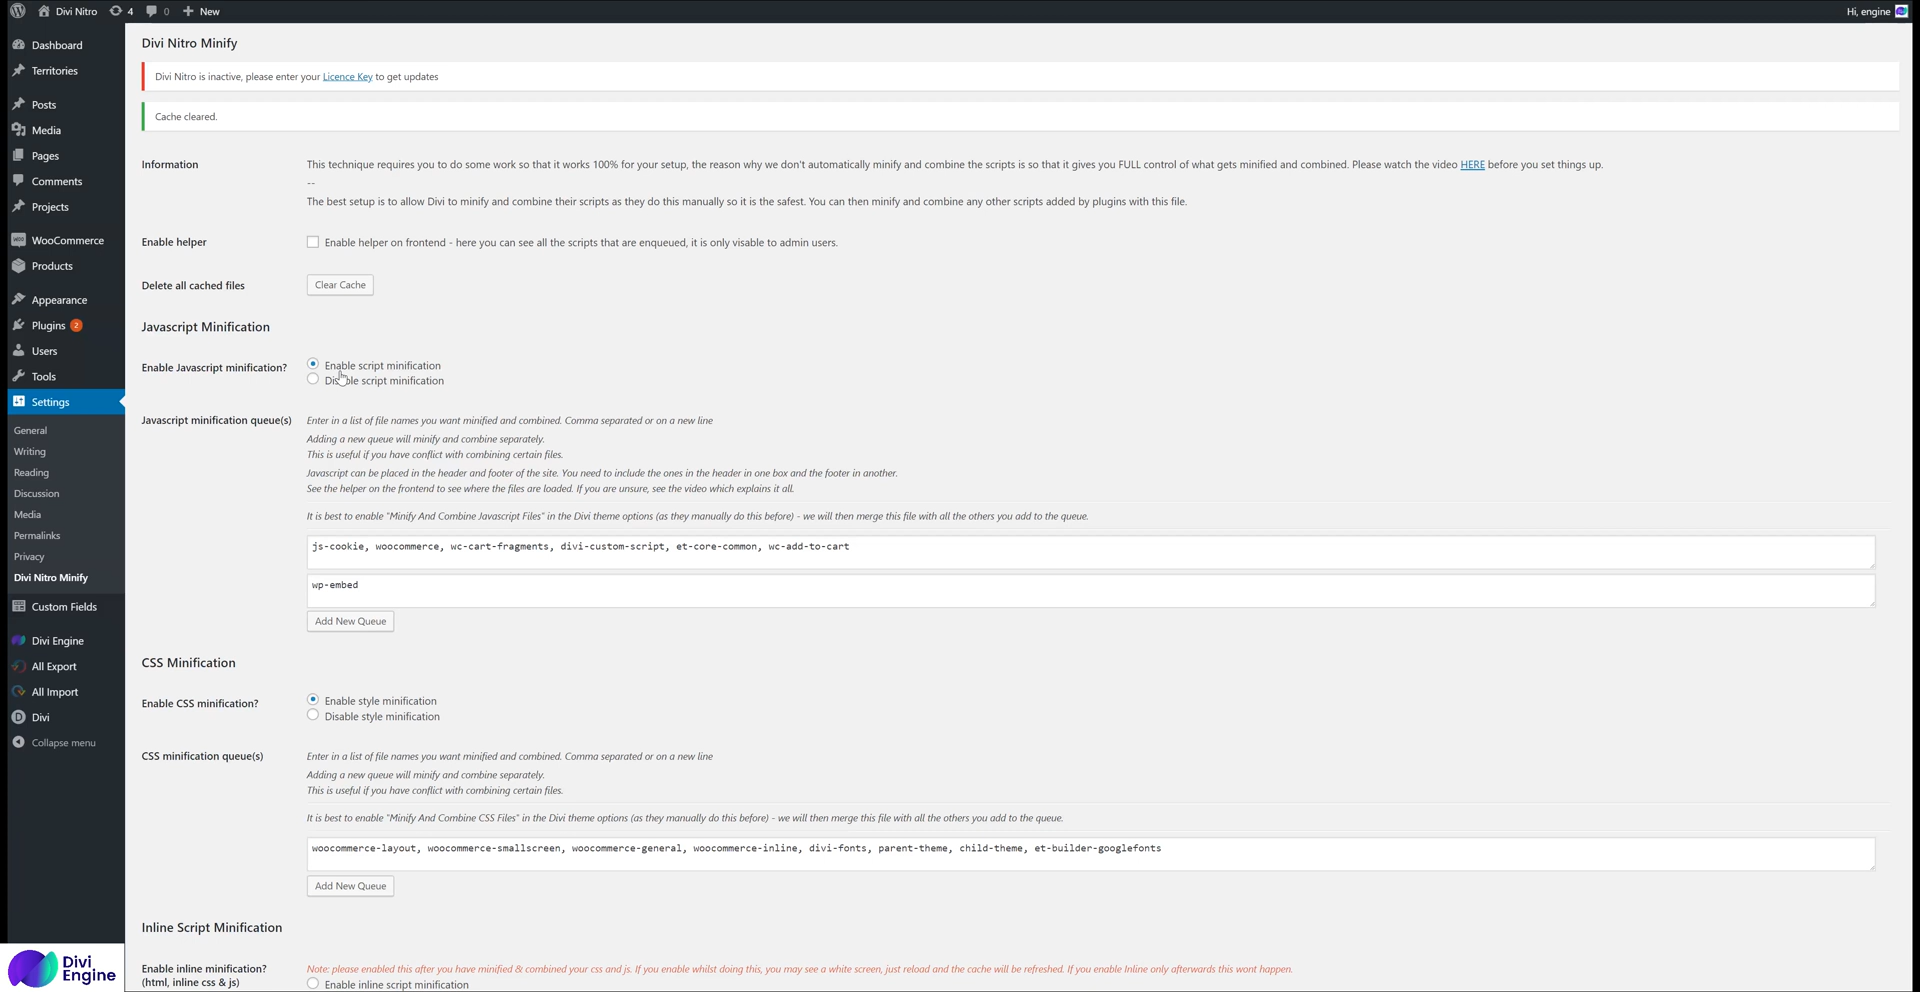 Divi Nitro 4 0 New
Hi, engine
Dashboard
Territories
Posts
Media
Pages
Comments
Projects
WooCommerce
Products
Appearance
Plugins 2
Users
Tools
Settings
General
Writing
Reading
Discussion
Media
Permalinks
Privacy
Divi Nitro Minify
Custom Fields
Divi Engine
All Export
All Import
Divi
Collapse menu
Divi
Engine
Divi Nitro Minify
Divi Nitro is inactive, please enter your Licence Key to get updates
Cache cleared.
Information
This technique requires you to do some work so that it works 100% for your setup, the reason why we don't automatically minify and combine the scripts is so that it gives you FULL control of what gets minified and combined. Please watch the video HERE before you set things up.
--
The best setup is to allow Divi to minify and combine their scripts as they do this manually so it is the safest. You can then minify and combine any other scripts added by plugins with this file.
Enable helper
Enable helper on frontend - here you can see all the scripts that are enqueued, it is only visable to admin users.
Delete all cached files
Clear Cache
Javascript Minification
Enable Javascript minification?
Enable script minification
Disable script minification
Javascript minification queue(s)
Enter in a list of file names you want minified and combined. Comma separated or on a new line
Adding a new queue will minify and combine separately.
This is useful if you have conflict with combining certain files.
Javascript can be placed in the header and footer of the site. You need to include the ones in the header in one box and the footer in another.
See the helper on the frontend to see where the files are loaded. If you are unsure, see the video which explains it all.
It is best to enable "Minify And Combine Javascript Files" in the Divi theme options (as they manually do this before) - we will then merge this file with all the others you add to the queue.
js-cookie, woocommerce, wc-cart-fragments, divi-custom-script, et-core-common, wc-add-to-cart
wp-embed
Add New Queue
CSS Minification
Enable CSS minification?
Enable style minification
Disable style minification
CSS minification queue(s)
Enter in a list of file names you want minified and combined. Comma separated or on a new line
Adding a new queue will minify and combine separately.
This is useful if you have conflict with combining certain files.
It is best to enable "Minify And Combine CSS Files" in the Divi theme options (as they manually do this before) - we will then merge this file with all the others you add to the queue.
woocommerce-layout, woocommerce-smallscreen, woocommerce-general, woocommerce-inline, divi-fonts, parent-theme, child-theme, et-builder-googlefonts
Add New Queue
Inline Script Minification
Enable inline minification?
(html, inline css & js)
Note: please enabled this after you have minified & combined your css and js. If you enable whilst doing this, you may see a white screen, just reload and the cache will be refreshed. If you enable Inline only afterwards this wont happen.
Enable inline script minification